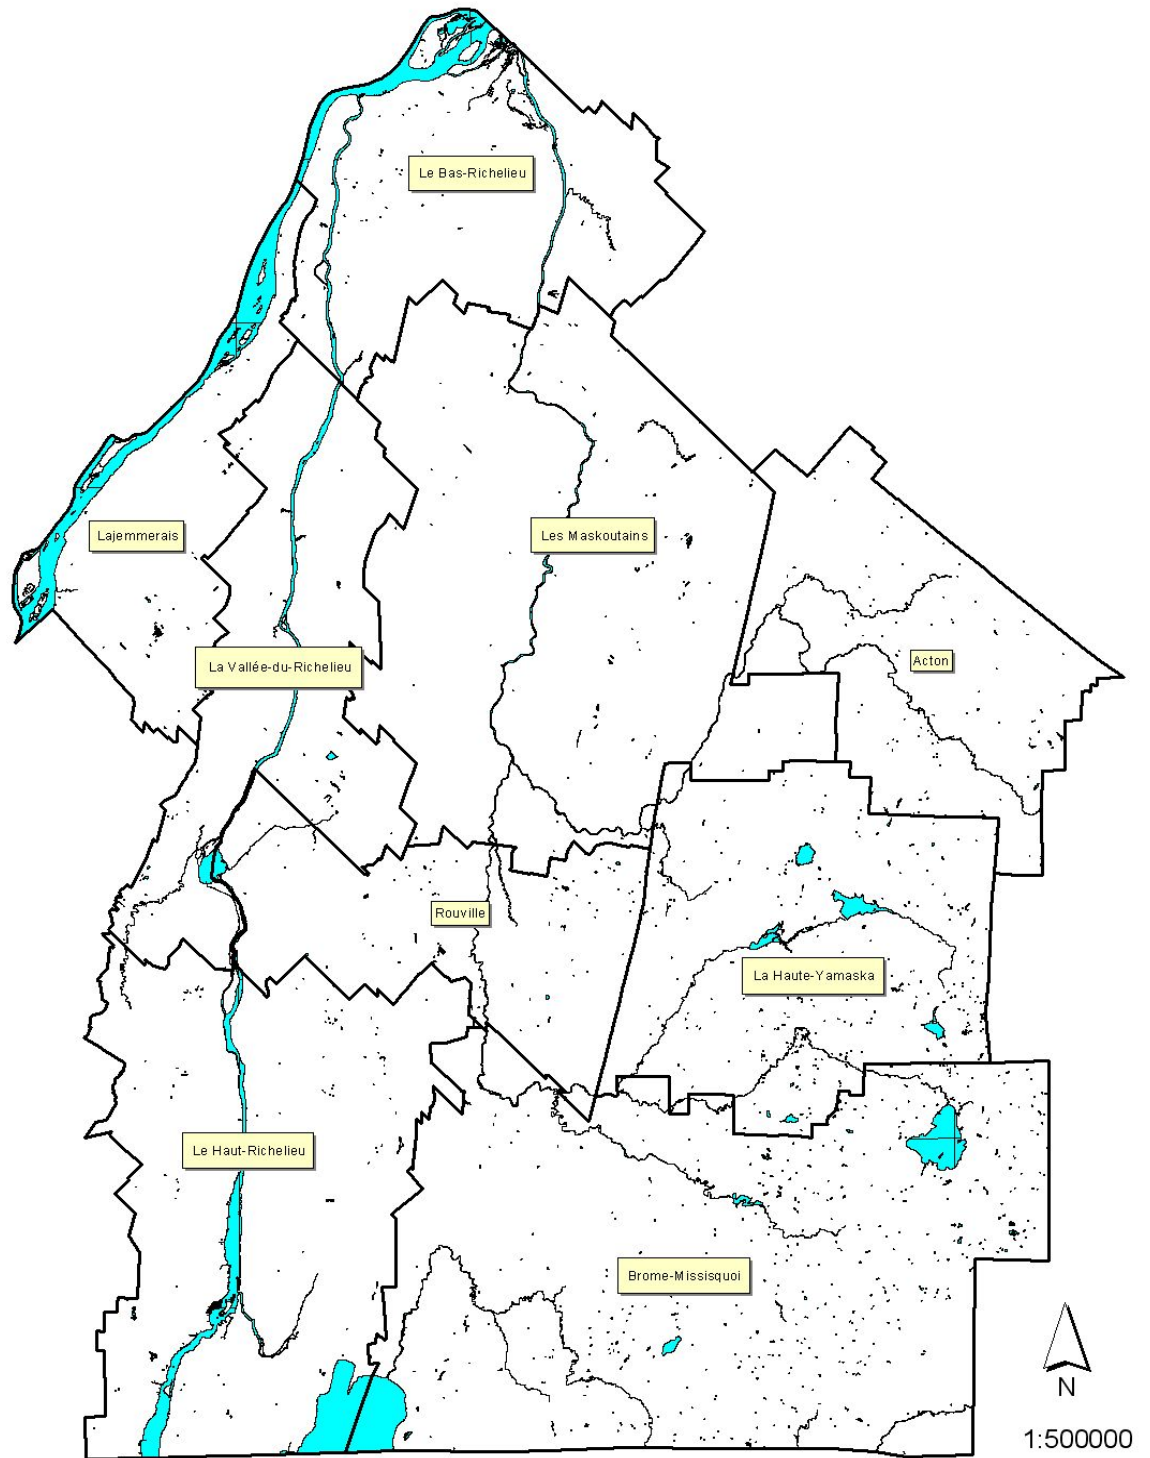 Le Bas-Richelieu
Lajemmerais
Les Maskoutains
La Vallée-du-Richelieu
Acton
Rouville
La Haute-Yamaska
Le Haut-Richelieu
Brome-Missisquoi
N
1:500000